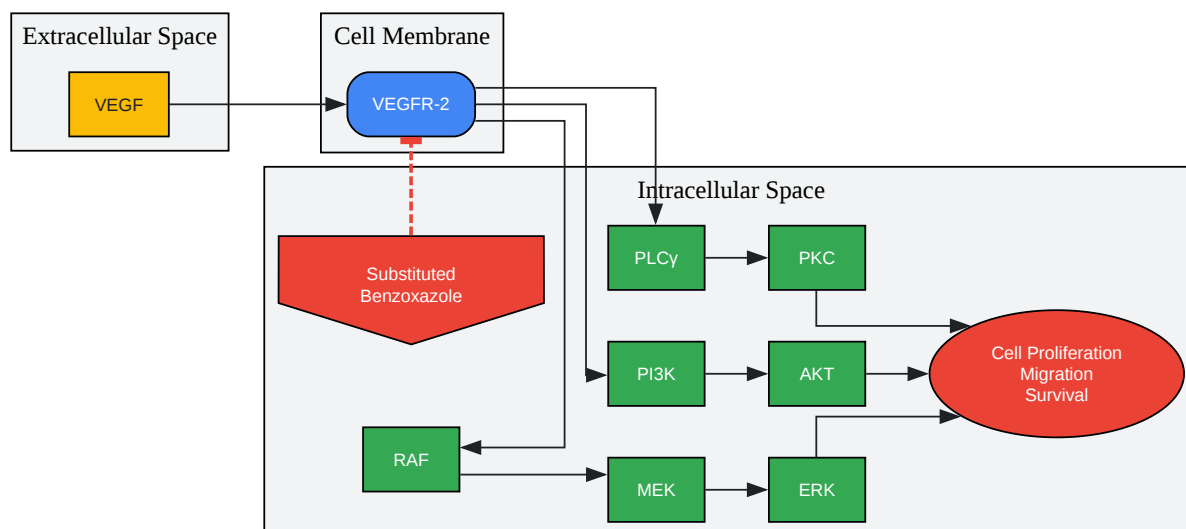 Extracellular Space
Cell Membrane
VEGF
VEGFR-2
Intracellular Space
PLCγ
PKC
Substituted
Benzoxazole
PI3K
AKT
Cell Proliferation
Migration
Survival
RAF
MEK
ERK